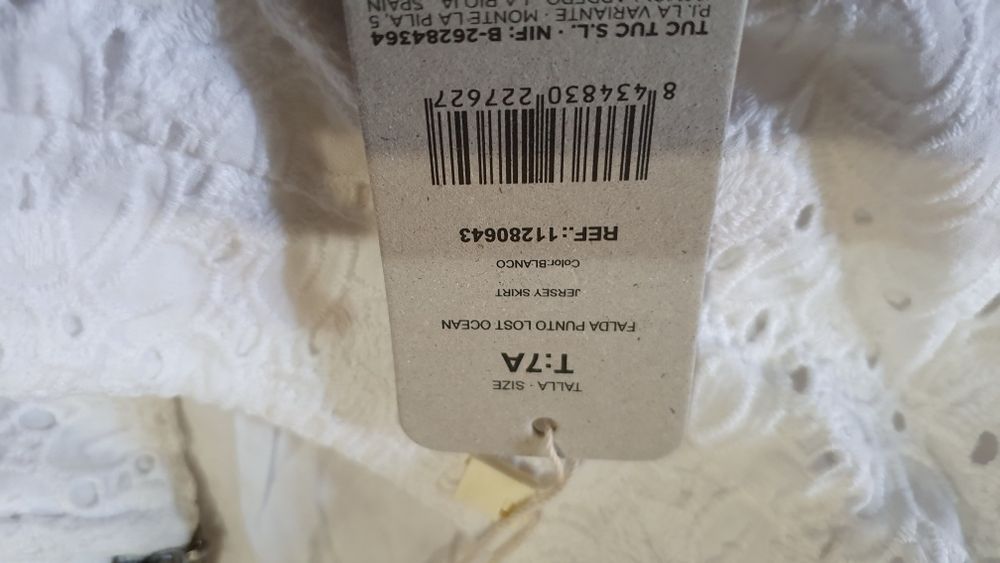 TALLA · SIZE
T:7A
FALDA PUNTO LOST OCEAN
JERSEY SKIRT
Color:BLANCO
REF.:11280643
8 434830 227627
TUC TUC S.L. · NIF: B-26284364
P.I. LA VARIANTE · MONTE LA PILA, 5
LA RIOJA SPAIN